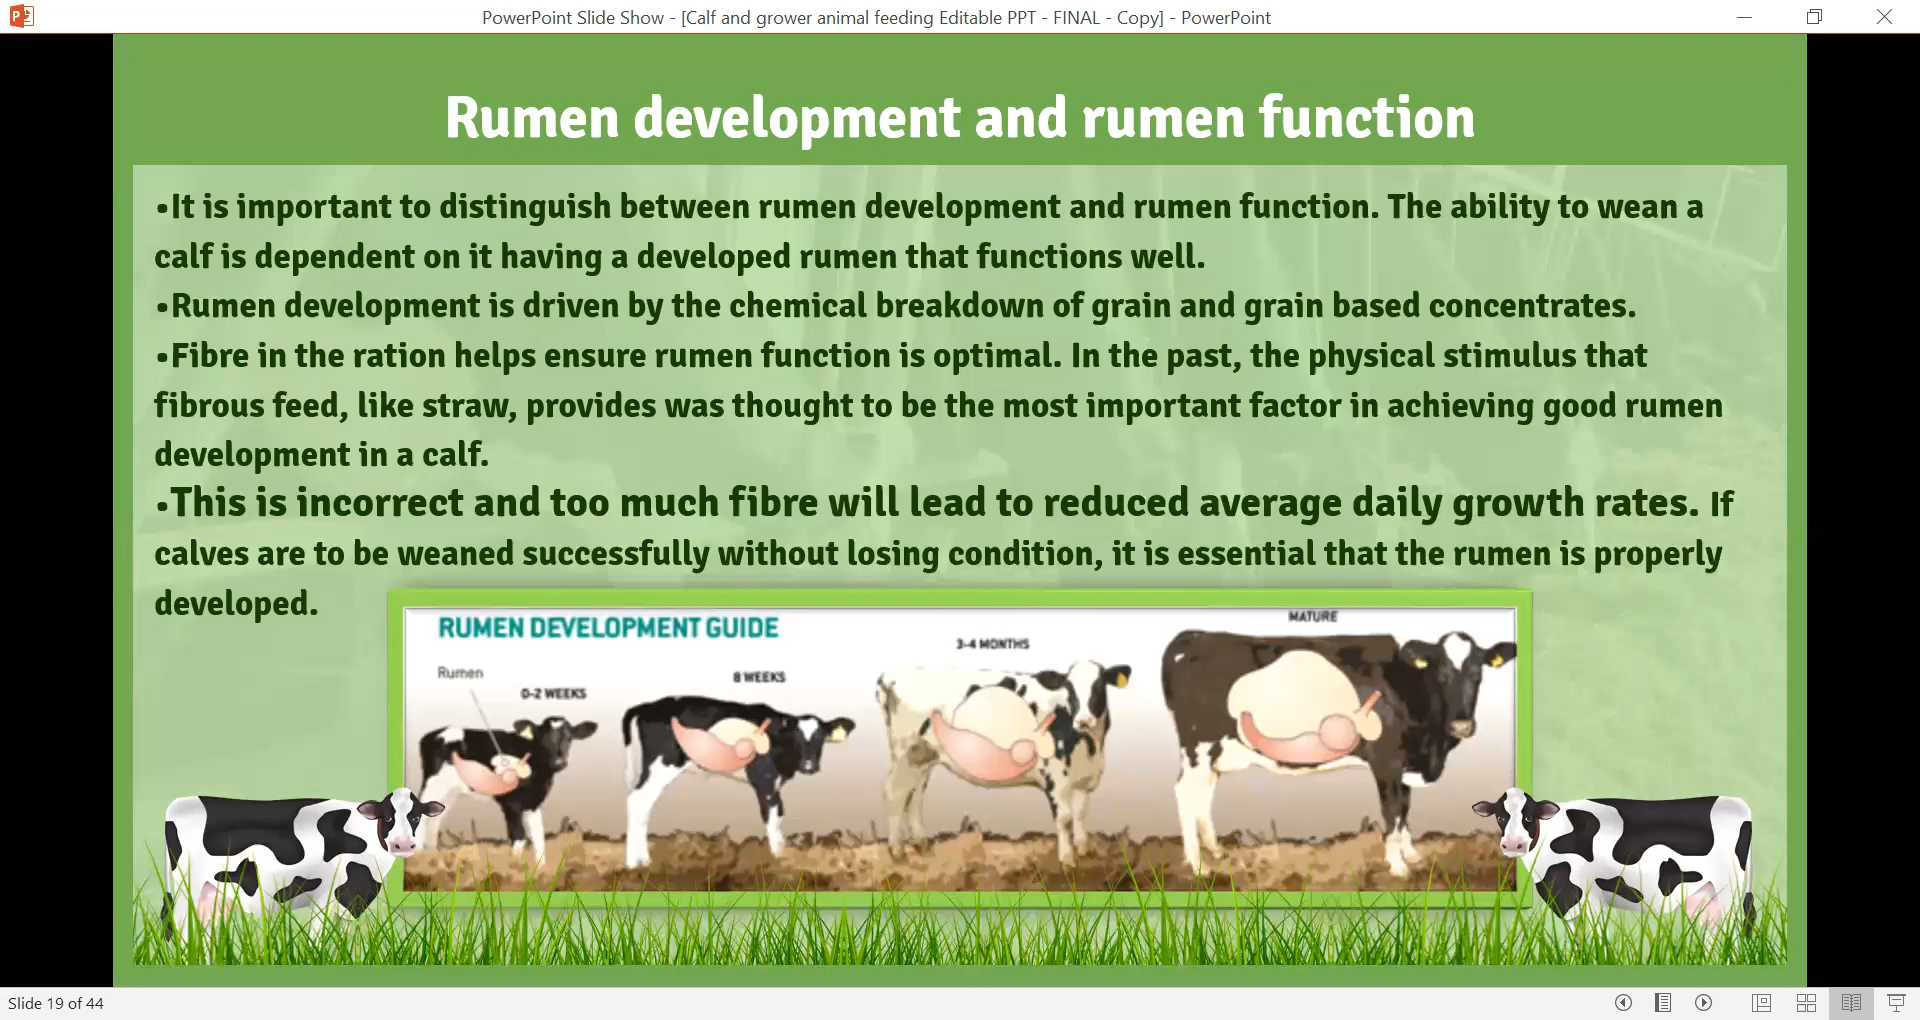 PowerPoint Slide Show - [Calf and grower animal feeding Editable PPT - FINAL - Copy] - PowerPoint
Rumen development and rumen function
•It is important to distinguish between rumen development and rumen function. The ability to wean a
calf is dependent on it having a developed rumen that functions well.
•Rumen development is driven by the chemical breakdown of grain and grain based concentrates.
•Fibre in the ration helps ensure rumen function is optimal. In the past, the physical stimulus that
fibrous feed, like straw, provides was thought to be the most important factor in achieving good rumen
development in a calf.
•This is incorrect and too much fibre will lead to reduced average daily growth rates. If
calves are to be weaned successfully without losing condition, it is essential that the rumen is properly
developed.
RUMEN DEVELOPMENT GUIDE
Rumen
0-2 WEEKS
8 WEEKS
3-4 MONTHS
MATURE
Slide 19 of 44